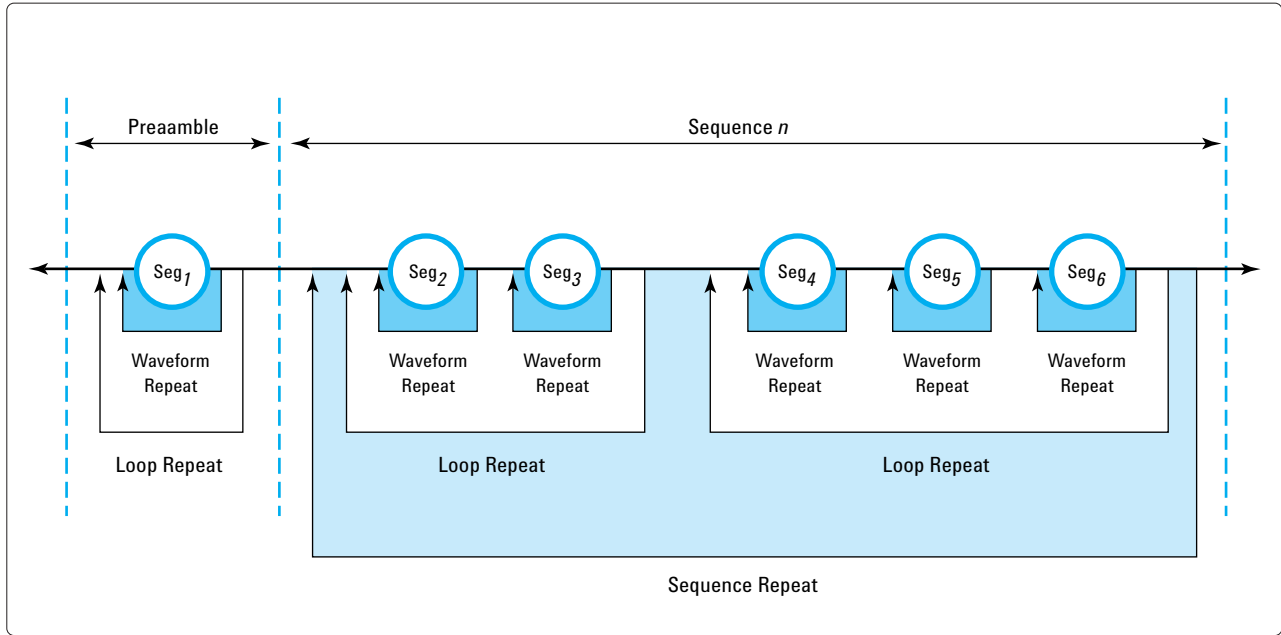 Preaamble
Sequence n
Seg1
Seg2
Seg3
Seg4
Seg5
Seg6
Waveform
Repeat
Waveform
Repeat
Waveform
Repeat
Waveform
Repeat
Waveform
Repeat
Waveform
Repeat
Loop Repeat
Loop Repeat
Loop Repeat
Sequence Repeat